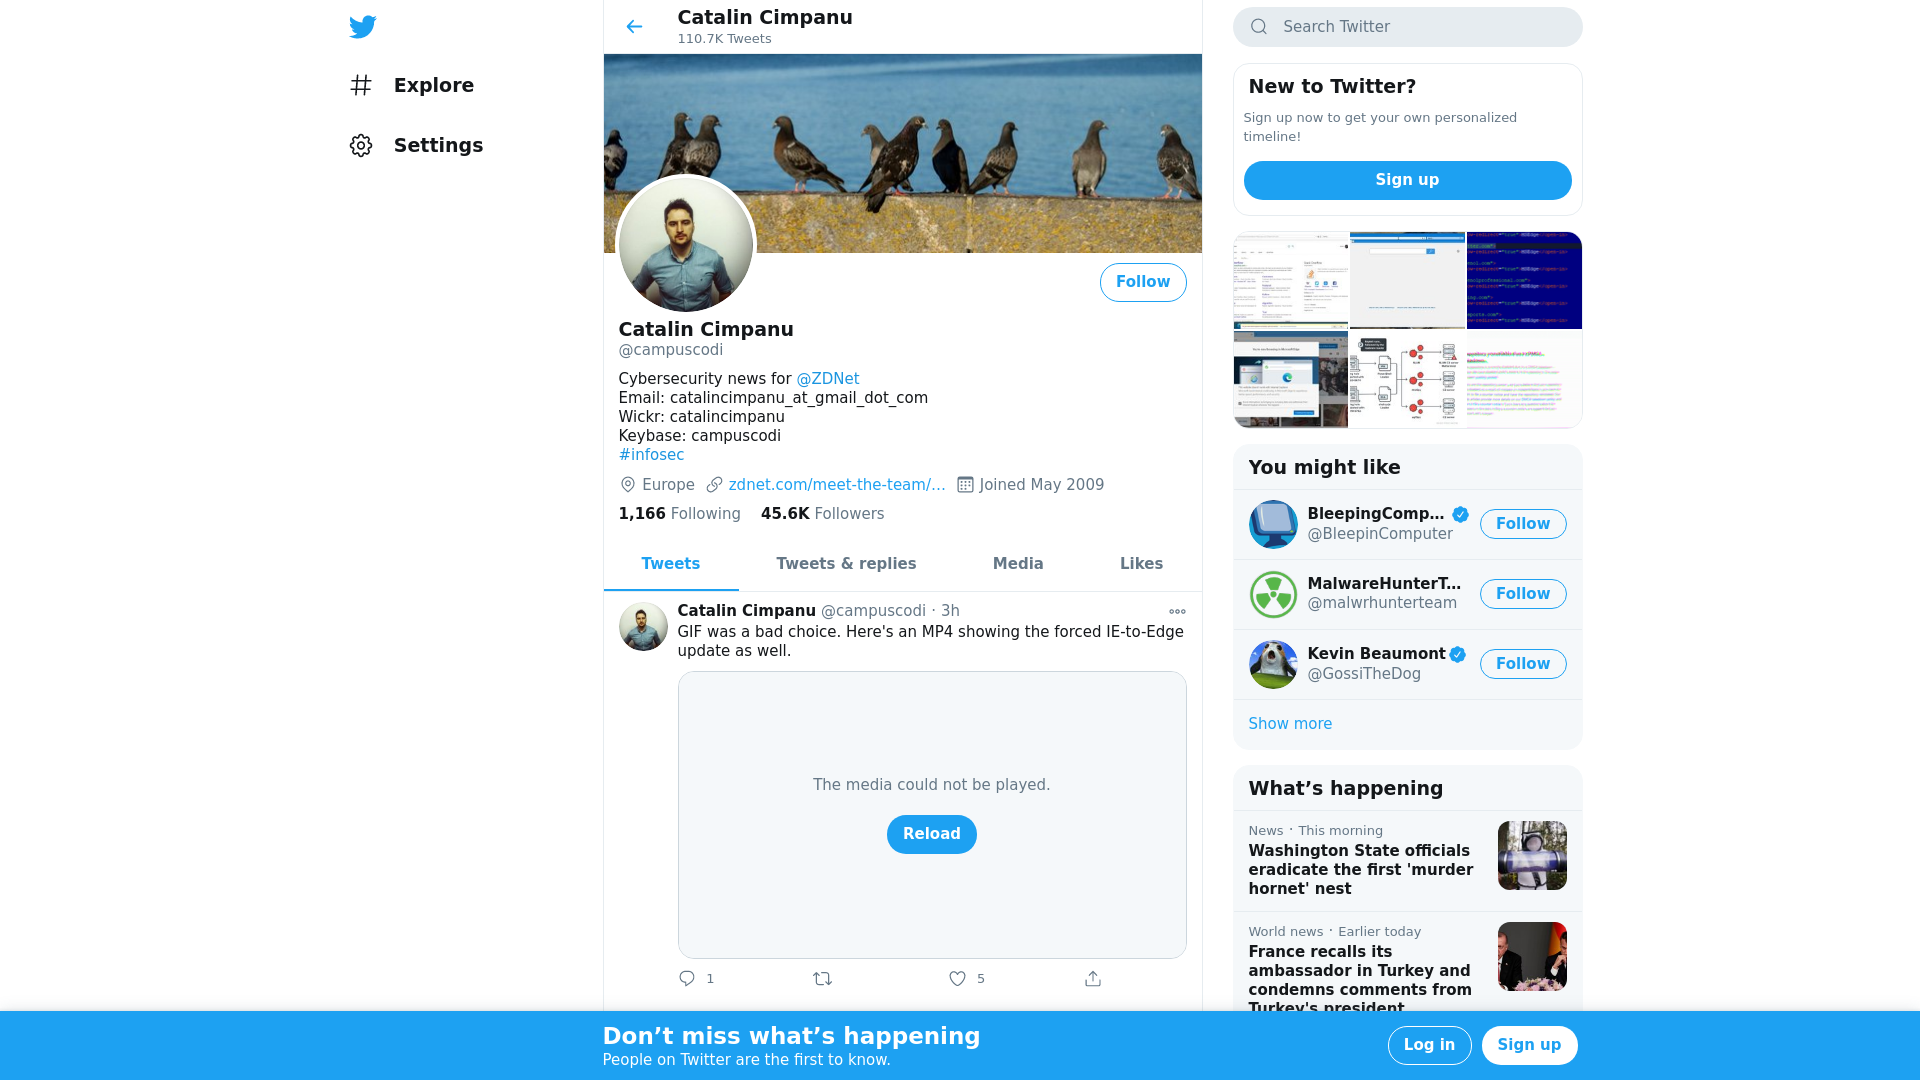 Explore
Settings
Catalin Cimpanu
110.7K Tweets
Follow
Catalin Cimpanu
@campuscodi
Cybersecurity news for @ZDNet
Email: catalincimpanu_at_gmail_dot_com
Wickr: catalincimpanu
Keybase: campuscodi
#infosec
Europe zdnet.com/meet-the-team/… Joined May 2009
1,166 Following 45.6K Followers
Tweets Tweets & replies Media Likes
Catalin Cimpanu @campuscodi · 3h
GIF was a bad choice. Here's an MP4 showing the forced IE-to-Edge
update as well.
The media could not be played.
Reload
1 5
Search Twitter
New to Twitter?
Sign up now to get your own personalized
timeline!
Sign up
You might like
BleepingComp…
@BleepinComputer
Follow
MalwareHunterT…
@malwrhunterteam
Follow
Kevin Beaumont
@GossiTheDog
Follow
Show more
What’s happening
News · This morning
Washington State officials
eradicate the first 'murder
hornet' nest
World news · Earlier today
France recalls its
ambassador in Turkey and
condemns comments from
Turkey's president
Don’t miss what’s happening
People on Twitter are the first to know.
Log in
Sign up